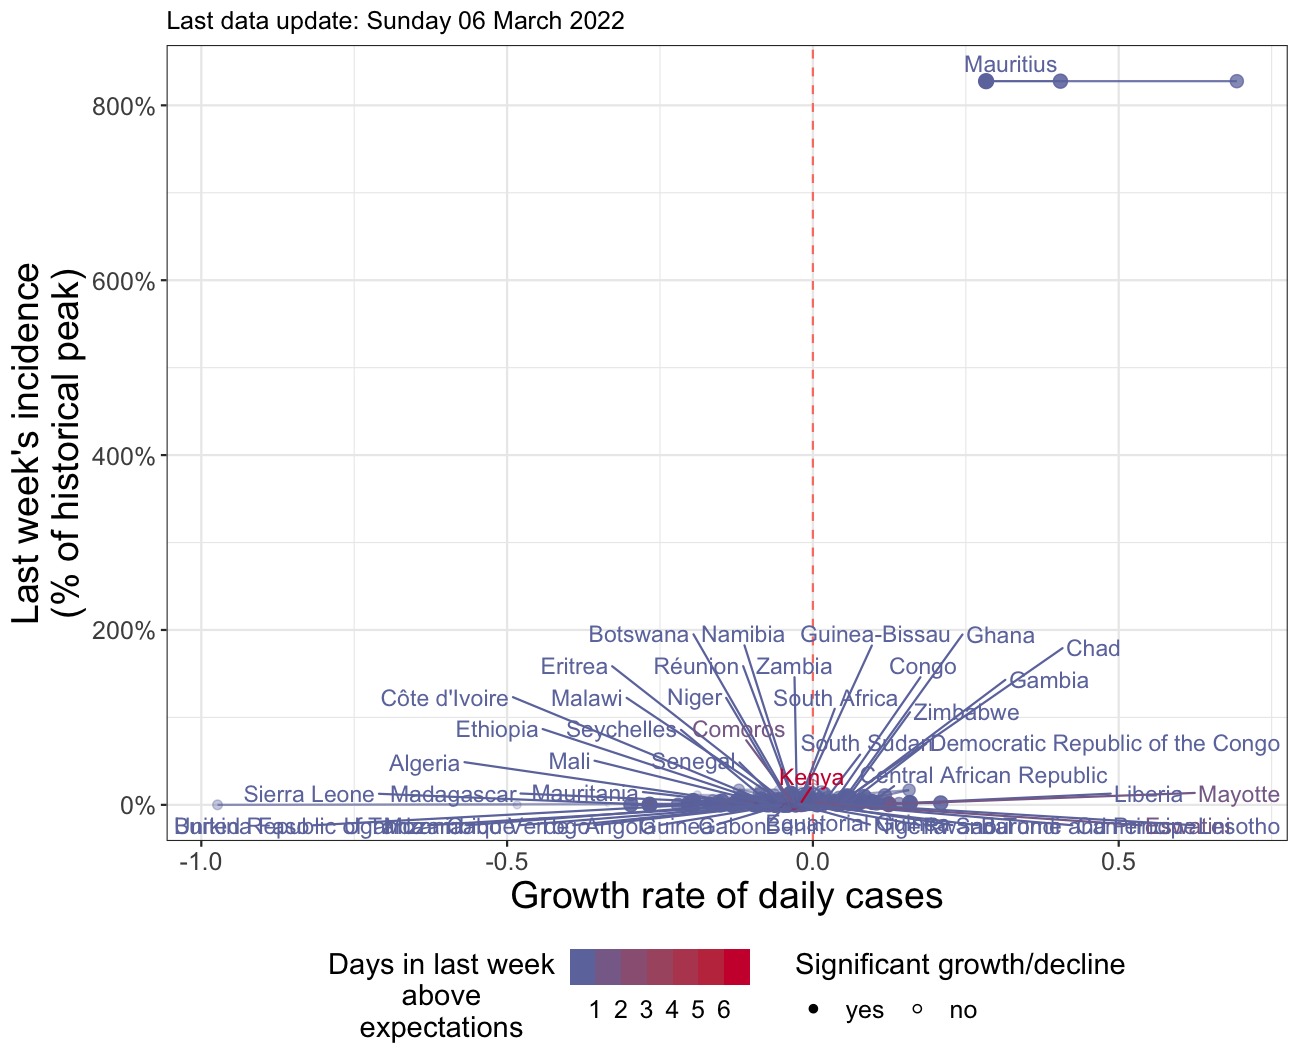 Last data update: Sunday 06 March 2022
Last week's incidence
(% of historical peak)
800%
600%
400%
200%
0%
Mauritius
Botswana
Namibia
Guinea-Bissau
Ghana
Chad
Eritrea
Réunion
Zambia
Congo
Gambia
Côte d'Ivoire
Malawi
Niger
South Africa
Zimbabwe
Ethiopia
Seychelles
Comoros
South Sudan
Democratic Republic of the Congo
Algeria
Mali
Senegal
Kenya
Central African Republic
Sierra Leone
Madagascar
Mauritania
Liberia
Mayotte
Angola
Guinea
Gabon
Equatorial
Lesotho
-1.0
-0.5
0.0
0.5
Growth rate of daily cases
Days in last week
above
expectations
1 2 3 4 5 6
Significant growth/decline
yes
no